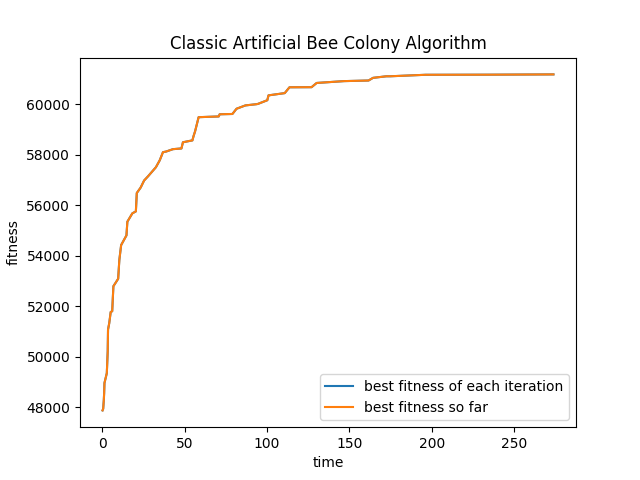 Classic Artificial Bee Colony Algorithm
60000
58000
56000
54000
52000
50000
48000
fitness
best fitness of each iteration
best fitness so far
0 50 100 150 200 250
time